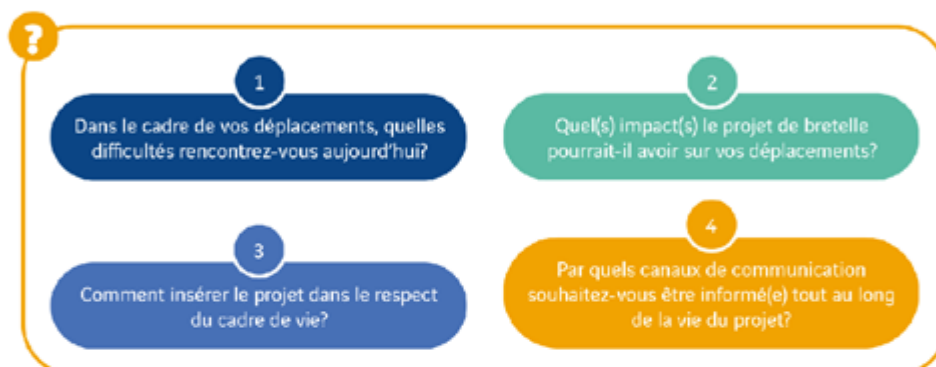 ?
1
Dans le cadre de vos déplacements, quelles
difficultés rencontrez-vous aujourd'hui?
2
Quel(s) impact(s) le projet de bretelle
pourrait-il avoir sur vos déplacements?
3
Comment insérer le projet dans le respect
du cadre de vie?
4
Par quels canaux de communication
souhaitez-vous être informé(e) tout au long
de la vie du projet?